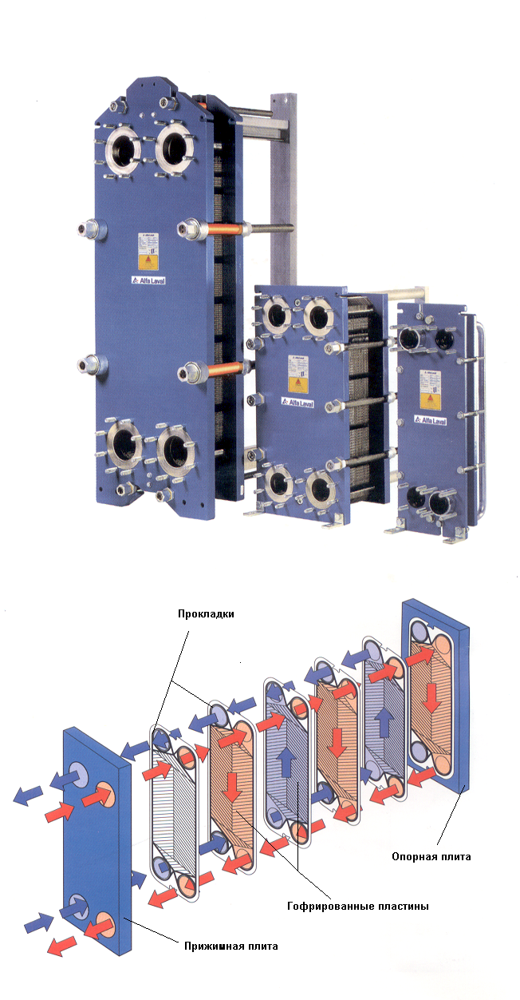 Alfa Laval
Alfa Laval
Alfa Laval
Прокладки
Опорная плита
Гофрированные пластины
Прижимная плита